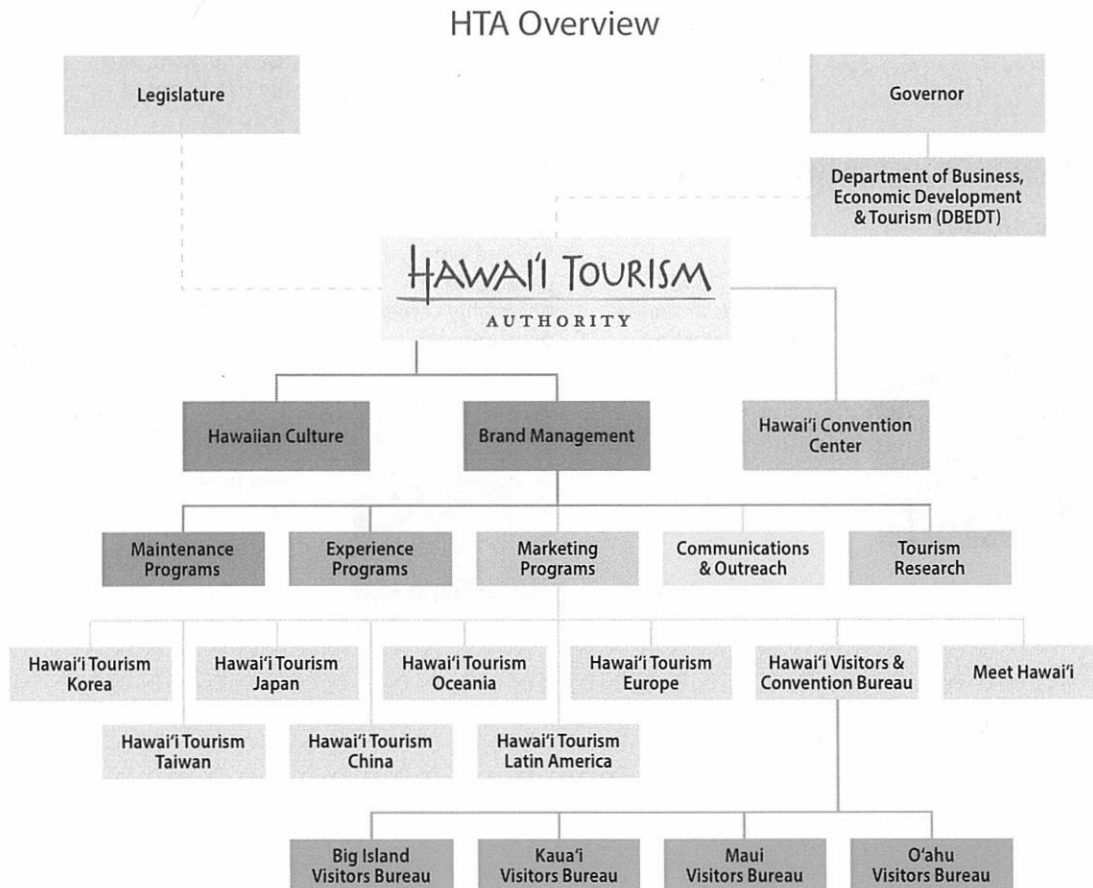 HTA Overview
Legislature
Governor
Department of Business,
Economic Development
& Tourism (DBEDT)
HAWAI‘I TOURISM
AUTHORITY
Hawaiian Culture
Brand Management
Hawai‘i Convention
Center
Maintenance
Programs
Experience
Programs
Marketing
Programs
Communications
& Outreach
Tourism
Research
Hawai‘i Tourism
Korea
Hawai‘i Tourism
Japan
Hawai‘i Tourism
Oceania
Hawai‘i Tourism
Europe
Hawai‘i Visitors &
Convention Bureau
Meet Hawai‘i
Hawai‘i Tourism
Taiwan
Hawai‘i Tourism
China
Hawai‘i Tourism
Latin America
Big Island
Visitors Bureau
Kaua‘i
Visitors Bureau
Maui
Visitors Bureau
O‘ahu
Visitors Bureau